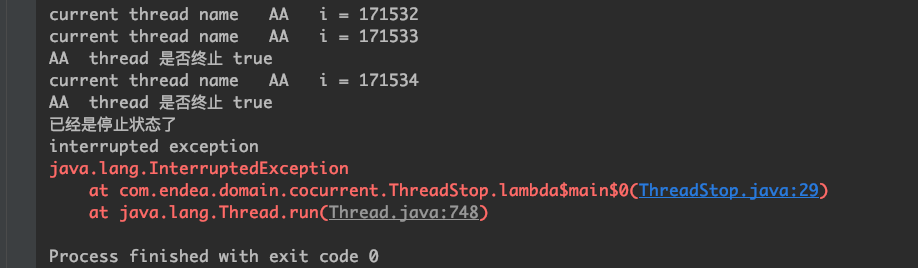 current thread name   AA   i = 171532
current thread name   AA   i = 171533
AA  thread 是否终止 true
current thread name   AA   i = 171534
AA  thread 是否终止 true
已经是停止状态了
interrupted exception
java.lang.InterruptedException
    at com.endea.domain.cocurrent.ThreadStop.lambda$main$0(ThreadStop.java:29)
    at java.lang.Thread.run(Thread.java:748)
Process finished with exit code 0